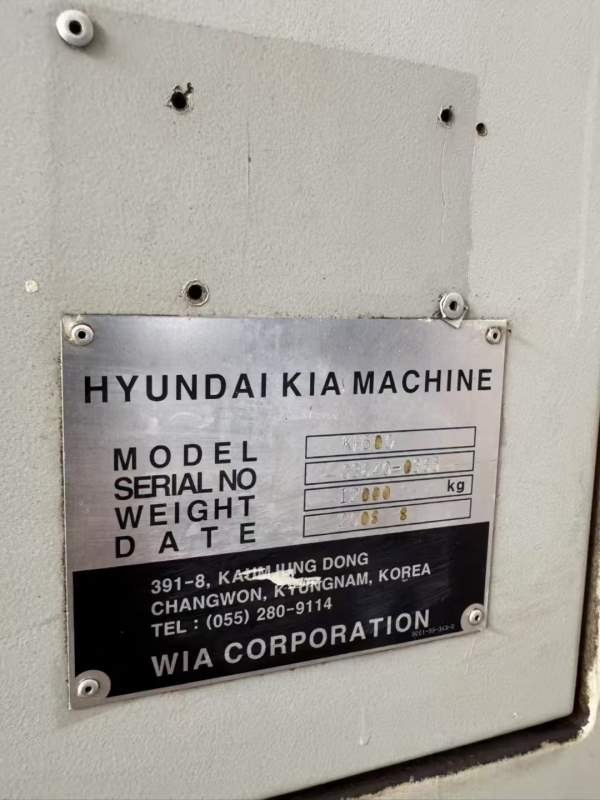 HYUNDAI KIA MACHINE
MODEL
SERIAL NO
WEIGHT 12000 kg
DATE
391-8, KAUMJUNG DONG
CHANGWON, KYUNGNAM, KOREA
TEL : (055) 280-9114
WIA CORPORATION